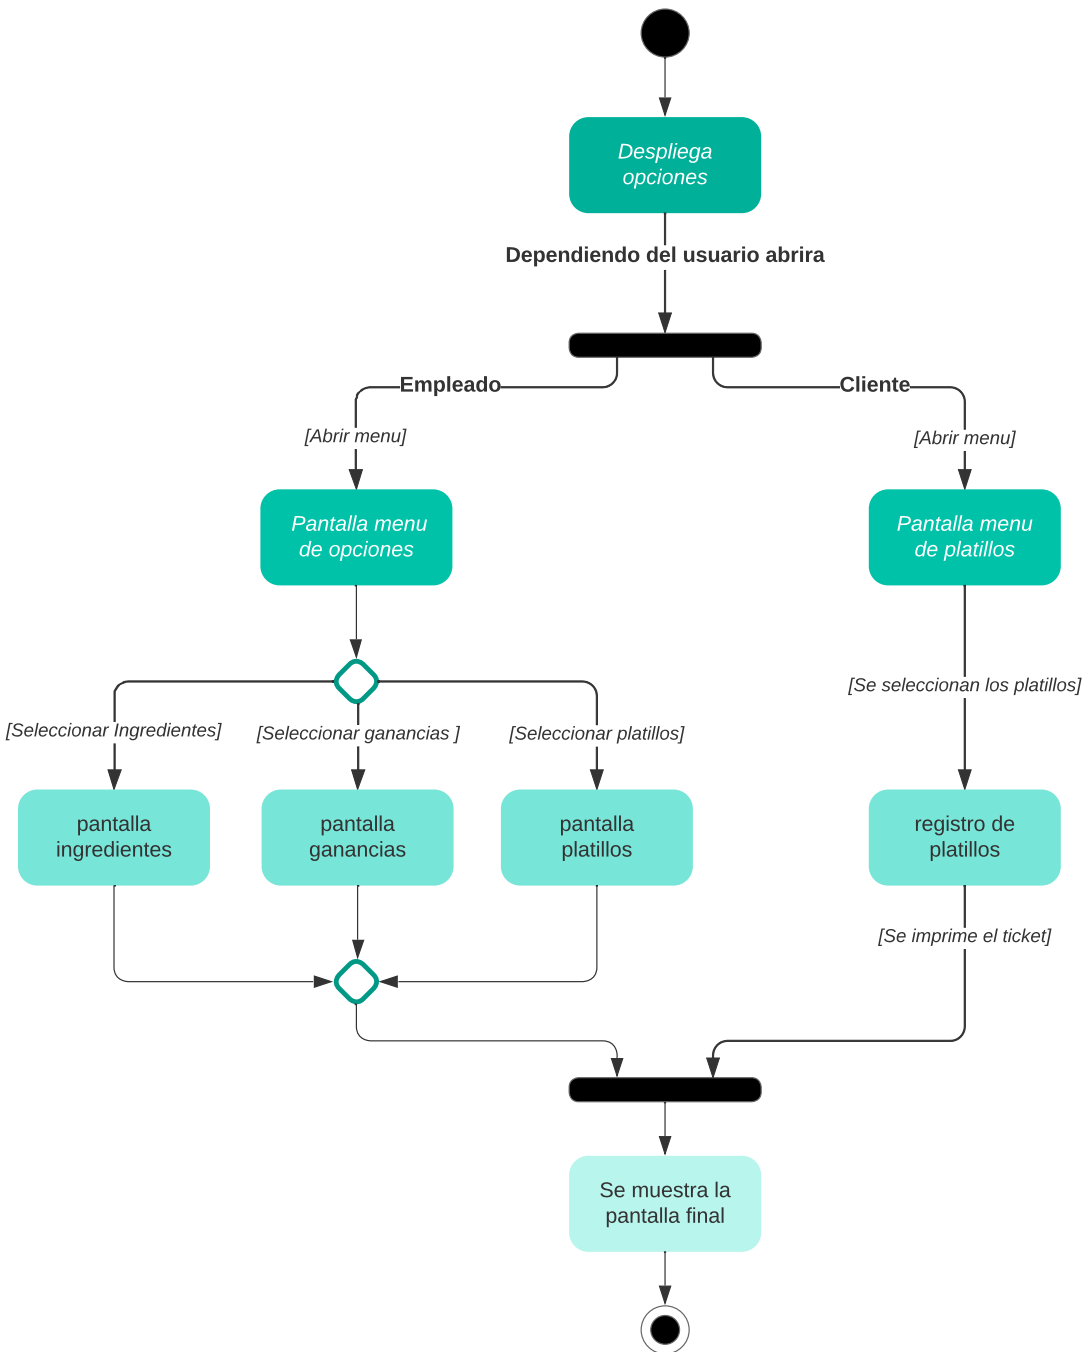 Despliega
opciones
Dependiendo del usuario abrira
Empleado
Cliente
[Abrir menu]
[Abrir menu]
Pantalla menu
de opciones
Pantalla menu
de platillos
[Se seleccionan los platillos]
[Seleccionar Ingredientes]
[Seleccionar ganancias ]
[Seleccionar platillos]
pantalla
ingredientes
pantalla
ganancias
pantalla
platillos
registro de
platillos
[Se imprime el ticket]
Se muestra la
pantalla final